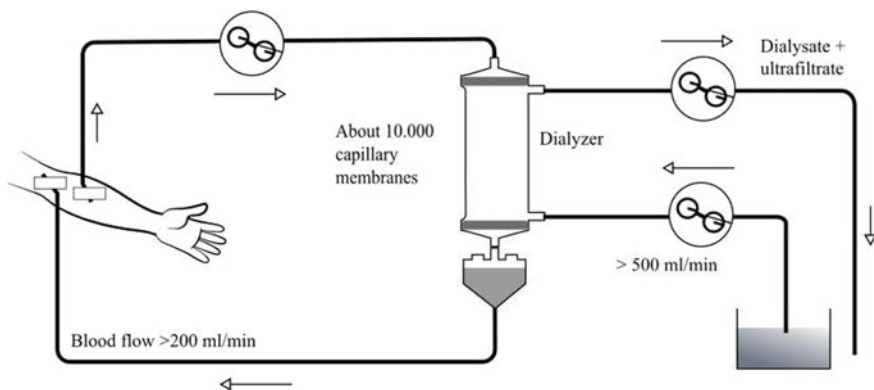 Dialysate +
ultrafiltrate
About 10.000
capillary
membranes
Dialyzer
> 500 ml/min
Blood flow >200 ml/min